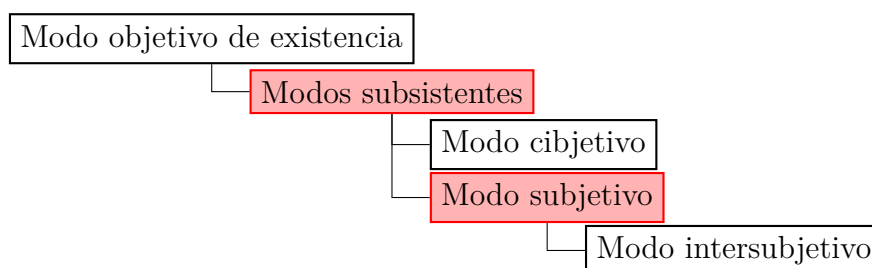 Modo objetivo de existencia
Modos subsistentes
Modo cibjetivo
Modo subjetivo
Modo intersubjetivo